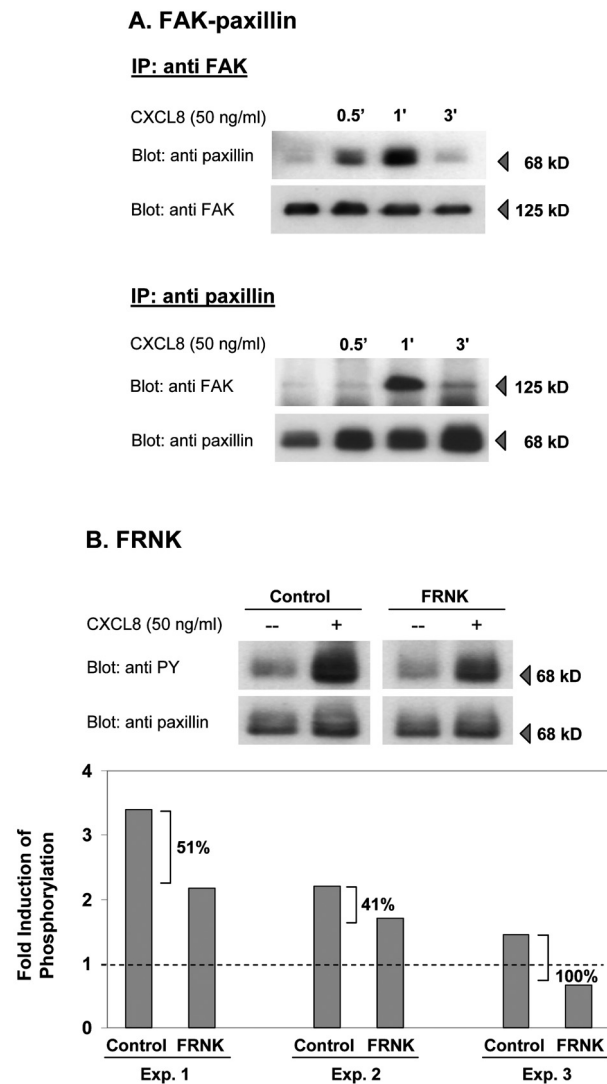 A. FAK-paxillin
IP: anti FAK
CXCL8 (50 ng/ml) 0.5’ 1' 3'
Blot: anti paxillin 68 kD
Blot: anti FAK 125 kD
IP: anti paxillin
CXCL8 (50 ng/ml) 0.5’ 1' 3'
Blot: anti FAK 125 kD
Blot: anti paxillin 68 kD
B. FRNK
Control FRNK
CXCL8 (50 ng/ml) -- + -- +
Blot: anti PY 68 kD
Blot: anti paxillin 68 kD
Fold Induction of
Phosphorylation
4
3
2
1
0
51%
41%
100%
Control FRNK Control FRNK Control FRNK
Exp. 1 Exp. 2 Exp. 3